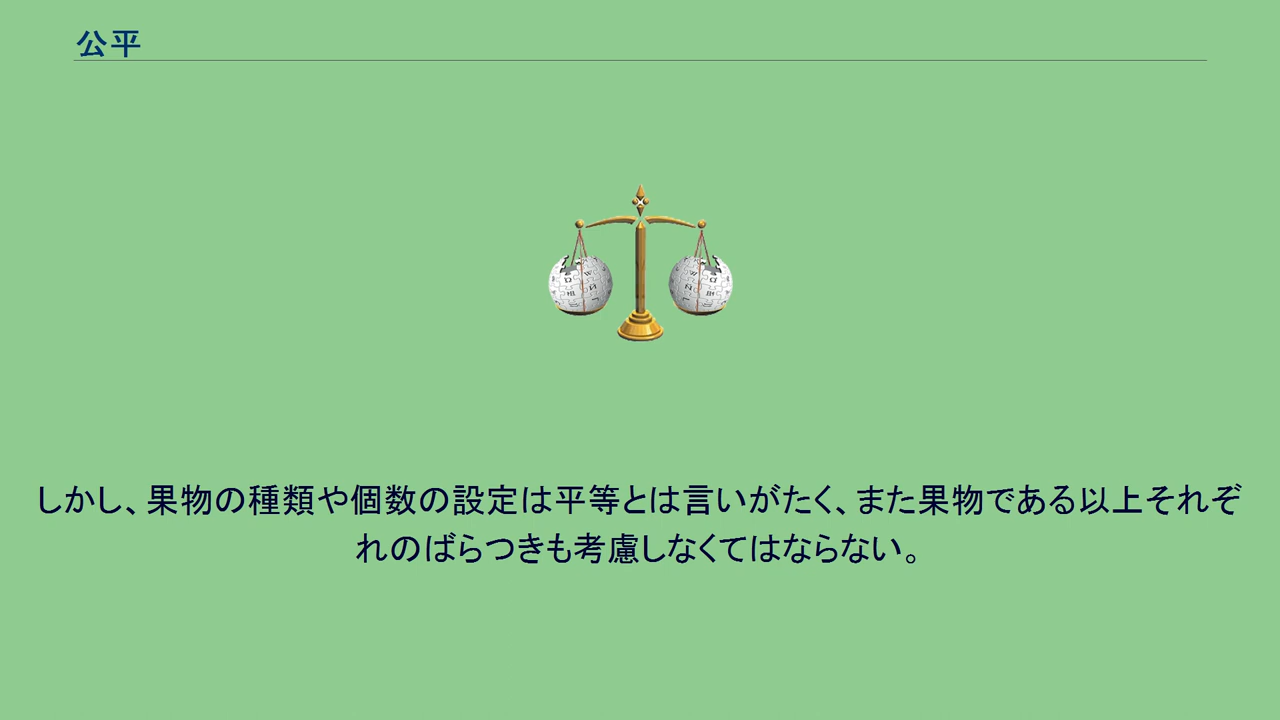 公平
しかし、果物の種類や個数の設定は平等とは言いがたく、また果物である以上それぞ
れのばらつきも考慮しなくてはならない。